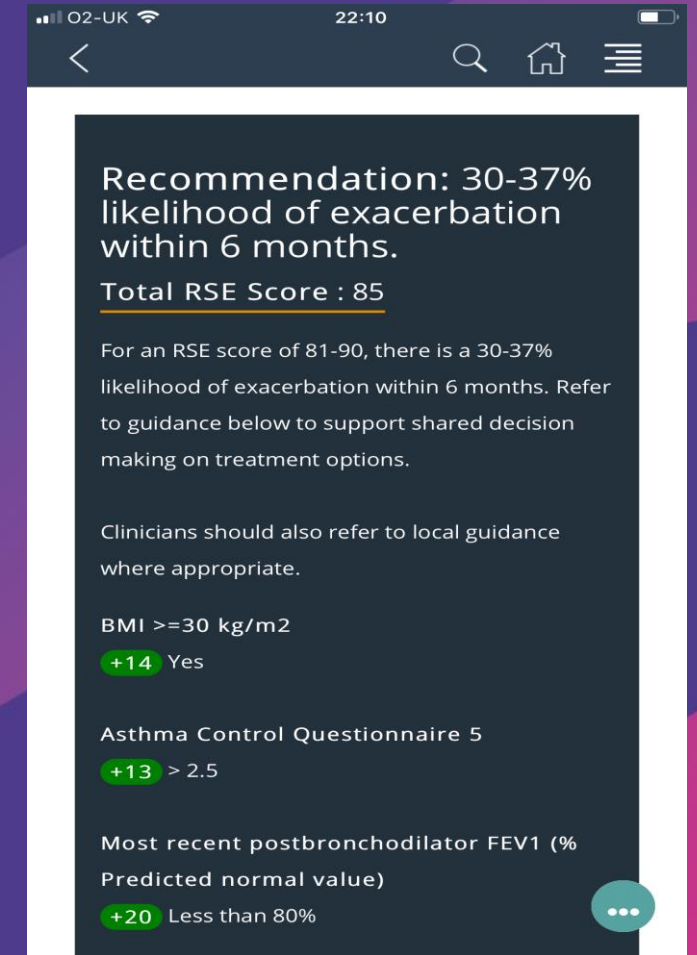 O2-UK 22:10
Recommendation: 30-37%
likelihood of exacerbation
within 6 months.
Total RSE Score : 85
For an RSE score of 81-90, there is a 30-37%
likelihood of exacerbation within 6 months. Refer
to guidance below to support shared decision
making on treatment options.
Clinicians should also refer to local guidance
where appropriate.
BMI >=30 kg/m2
+14 Yes
Asthma Control Questionnaire 5
+13 > 2.5
Most recent postbronchodilator FEV1 (%
Predicted normal value)
+20 Less than 80%